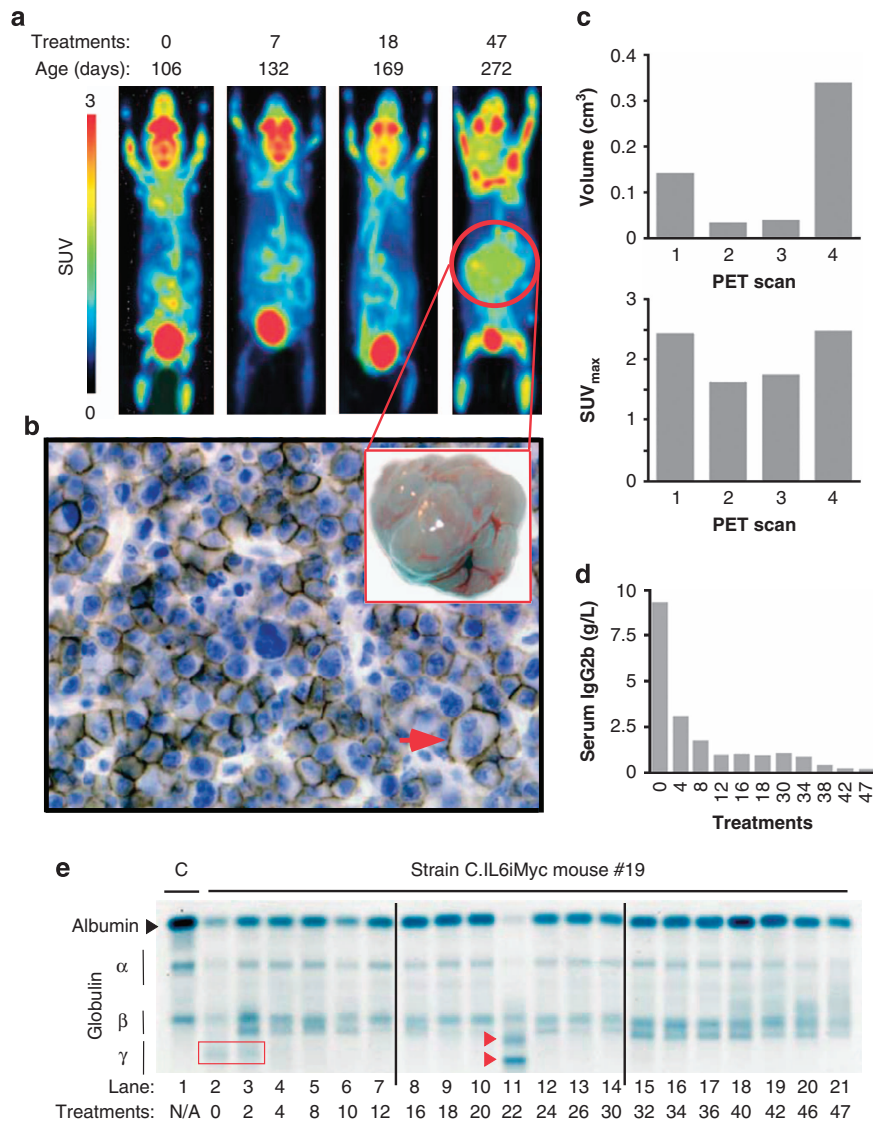 a
Treatments: 0 7 18 47
Age (days): 106 132 169 272
3
SUV
0
b
c
0.4
0.3
0.2
0.1
0
Volume (cm³)
1 2 3 4
PET scan
3
2
1
0
SUVmax
1 2 3 4
PET scan
d
10
7.5
5
2.5
0
Serum IgG2b (g/L)
0 4 8 12 16 18 30 34 38 42 47
Treatments
e
C Strain C.IL6iMyc mouse #19
Albumin
Globulin
α
β
γ
Lane: 1 2 3 4 5 6 7 8 9 10 11 12 13 14 15 16 17 18 19 20 21
Treatments: N/A 0 2 4 8 10 12 16 18 20 22 24 26 30 32 34 36 40 42 46 47